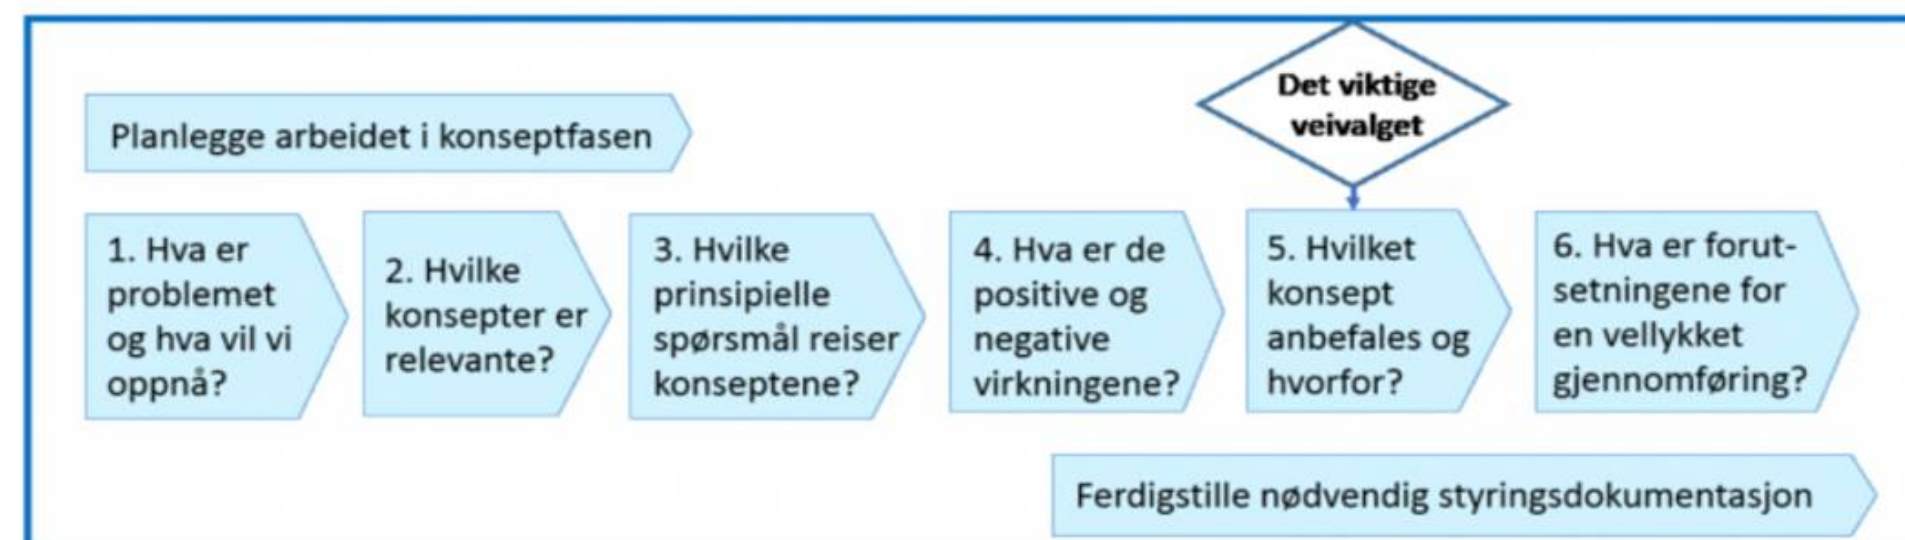 Det viktige
veivalget
Planlegge arbeidet i konseptfasen
1. Hva er
problemet
og hva vil vi
oppnå?
2. Hvilke
konsepter er
relevante?
3. Hvilke
prinsipielle
spørsmål reiser
konseptene?
4. Hva er de
positive og
negative
virkningene?
5. Hvilket
konsept
anbefales og
hvorfor?
6. Hva er forut-
setningene for
en vellykket
gjennomføring?
Ferdigstille nødvendig styringsdokumentasjon